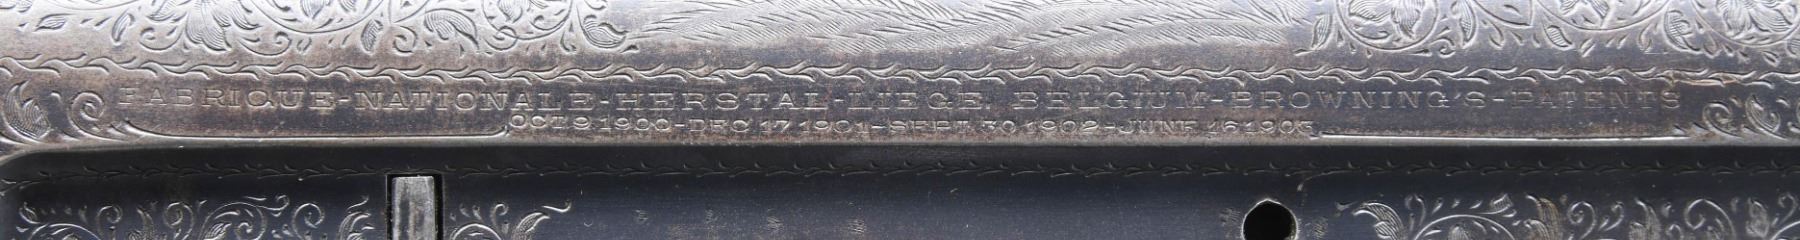 FABRIQUE-NATIONALE-HERSTAL-LIEGE. BELGIUM-BROWNING'S-PATENTS
OCT.9.1900-DEC.17.1901-SEPT.30.1902-JUNE.16.1903